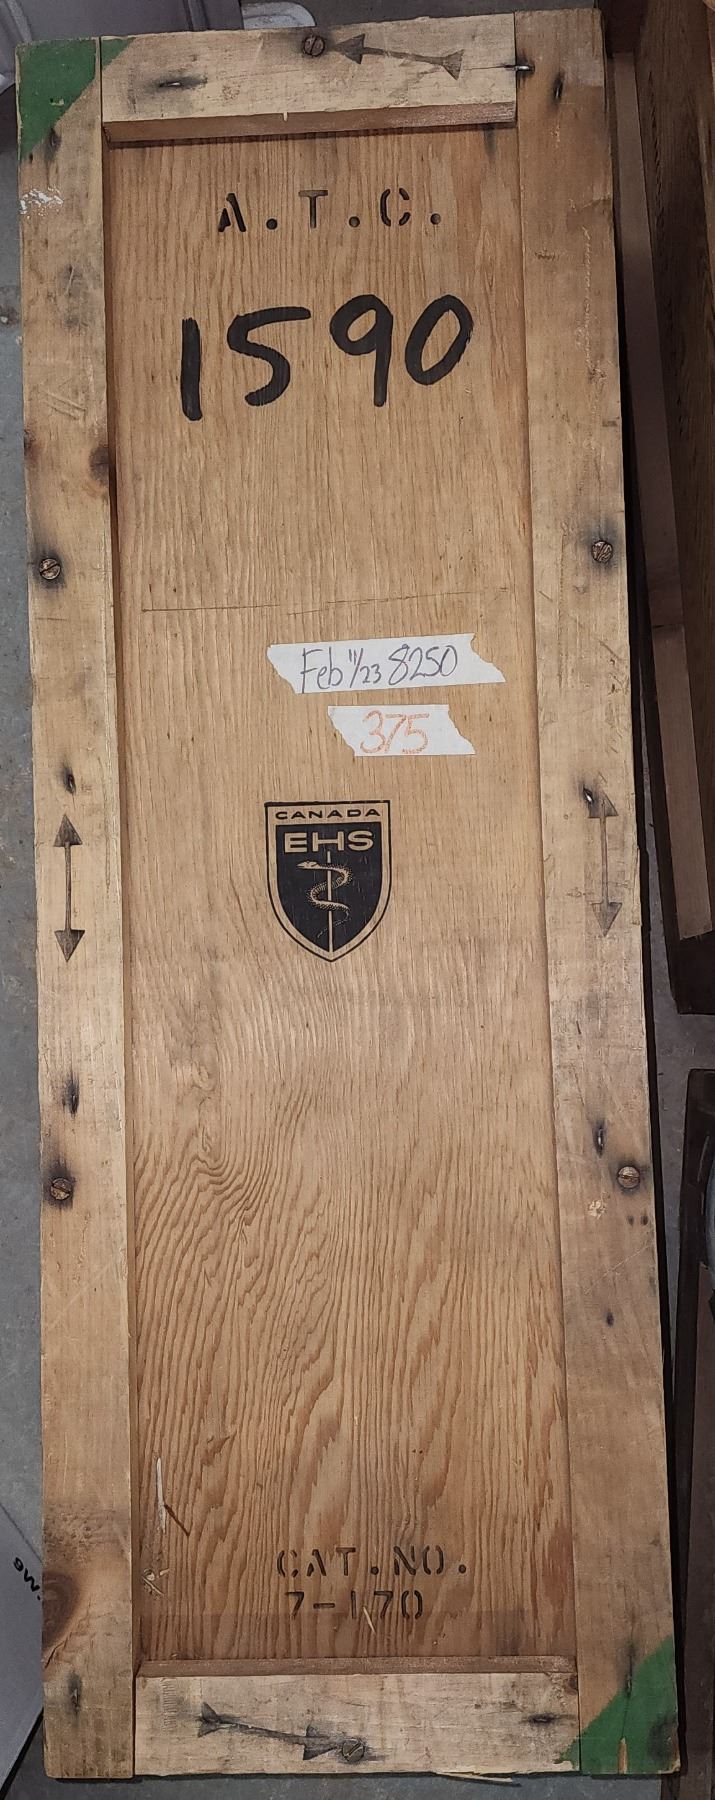 A.T.C.
1590
Feb 11/23 8250
375
CANADA
EHS
CAT.NO.
7-170